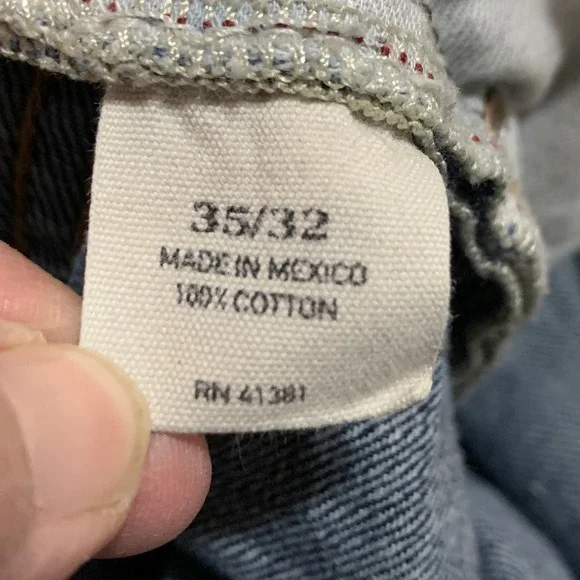 35/32
MADE IN MEXICO
100% COTTON
RN 41381